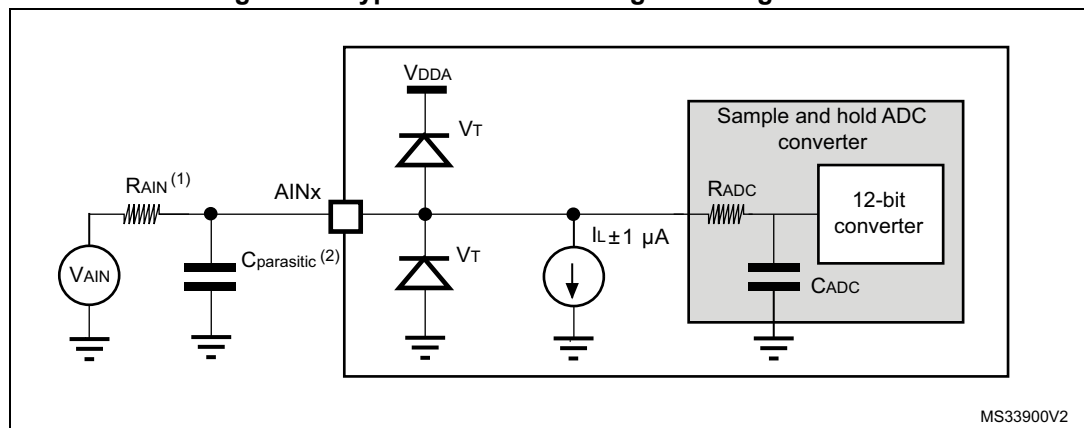 VDDA
Sample and hold ADC
converter
VT
RAIN (1)
AINx
RADC
12-bit
converter
IL±1 µA
VAIN
Cparasitic (2)
VT
CADC
MS33900V2